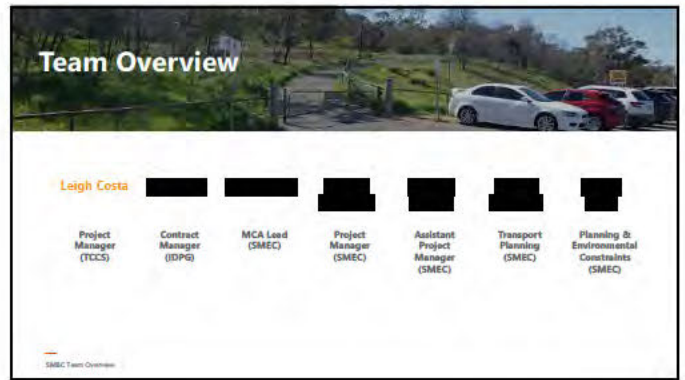 Team Overview
Leigh Costa
Project
Manager
(TCCS)
Contract
Manager
(IDPG)
MCA Lead
(SMEC)
Project
Manager
(SMEC)
Assistant
Project
Manager
(SMEC)
Transport
Planning
(SMEC)
Planning &
Environmental
Constraints
(SMEC)
SMEC Team Overview